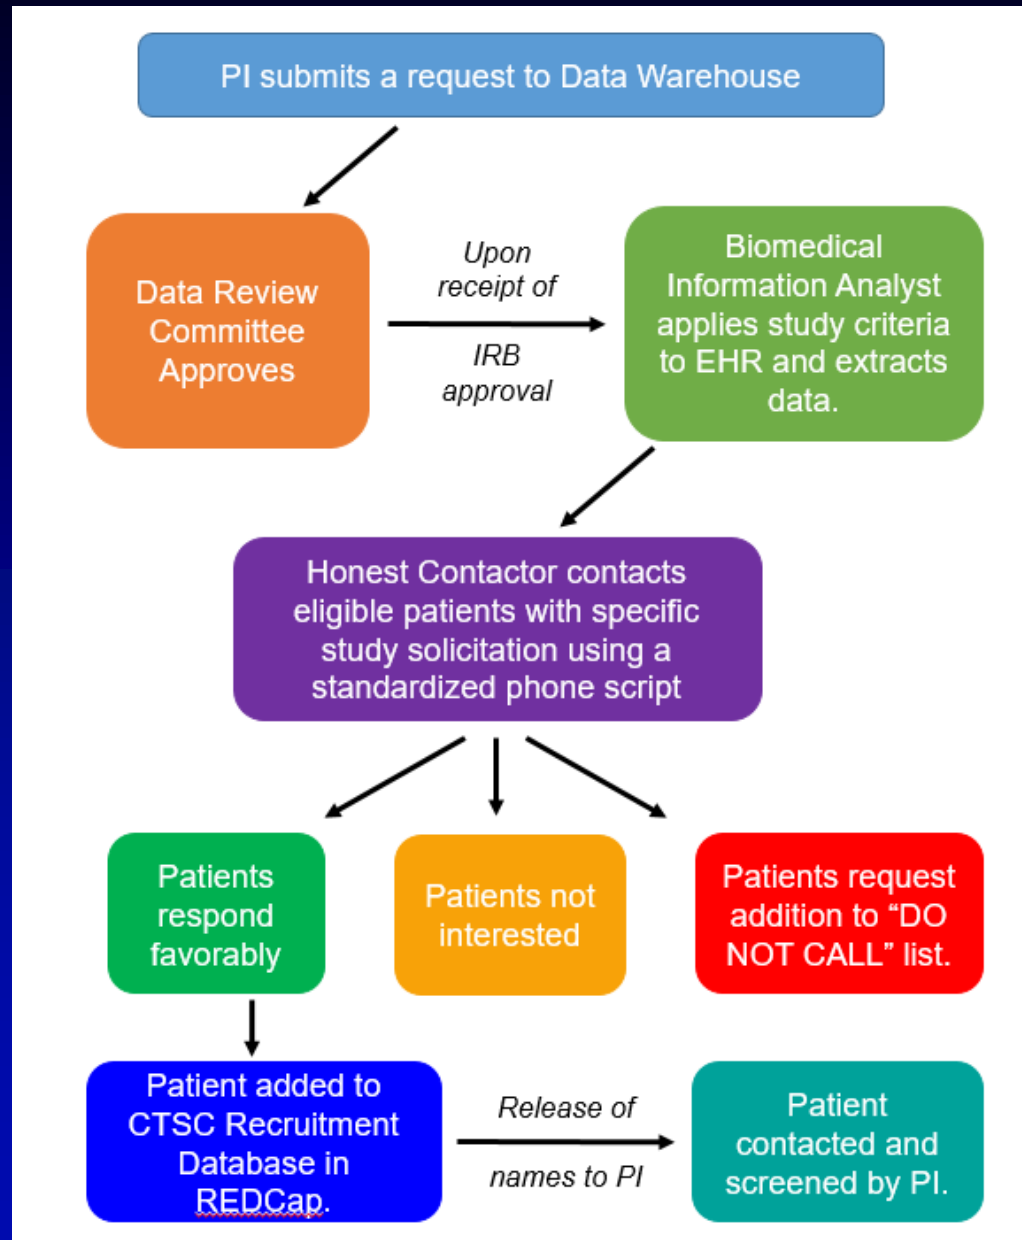 PI submits a request to Data Warehouse
Data Review
Committee
Approves
Upon
receipt of
IRB
approval
Biomedical
Information Analyst
applies study criteria
to EHR and extracts
data.
Honest Contactor contacts
eligible patients with specific
study solicitation using a
standardized phone script
Patients
respond
favorably
Patients not
interested
Patients request
addition to “DO
NOT CALL” list.
Patient added to
CTSC Recruitment
Database in
REDCap.
Release of
names to PI
Patient
contacted and
screened by PI.